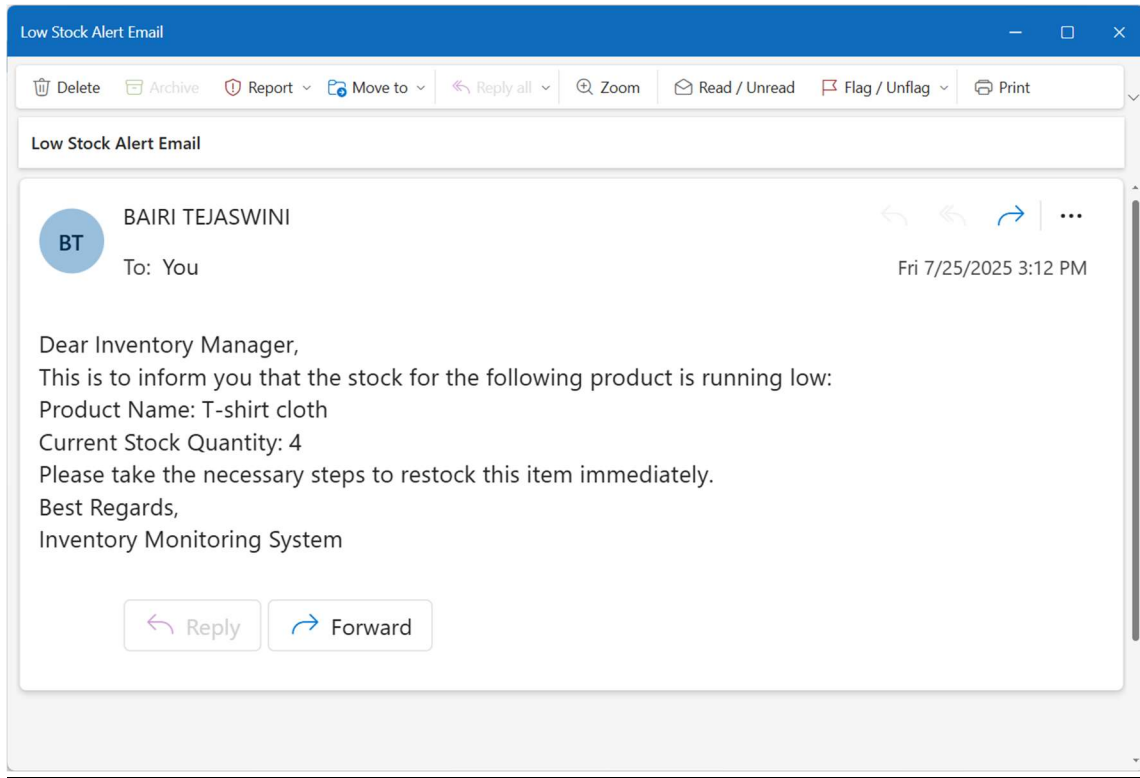 Low Stock Alert Email
Delete Archive Report Move to Reply all Zoom Read / Unread Flag / Unflag Print
Low Stock Alert Email
BT
BAIRI TEJASWINI
To: You
Fri 7/25/2025 3:12 PM
Dear Inventory Manager,
This is to inform you that the stock for the following product is running low:
Product Name: T-shirt cloth
Current Stock Quantity: 4
Please take the necessary steps to restock this item immediately.
Best Regards,
Inventory Monitoring System
Reply Forward